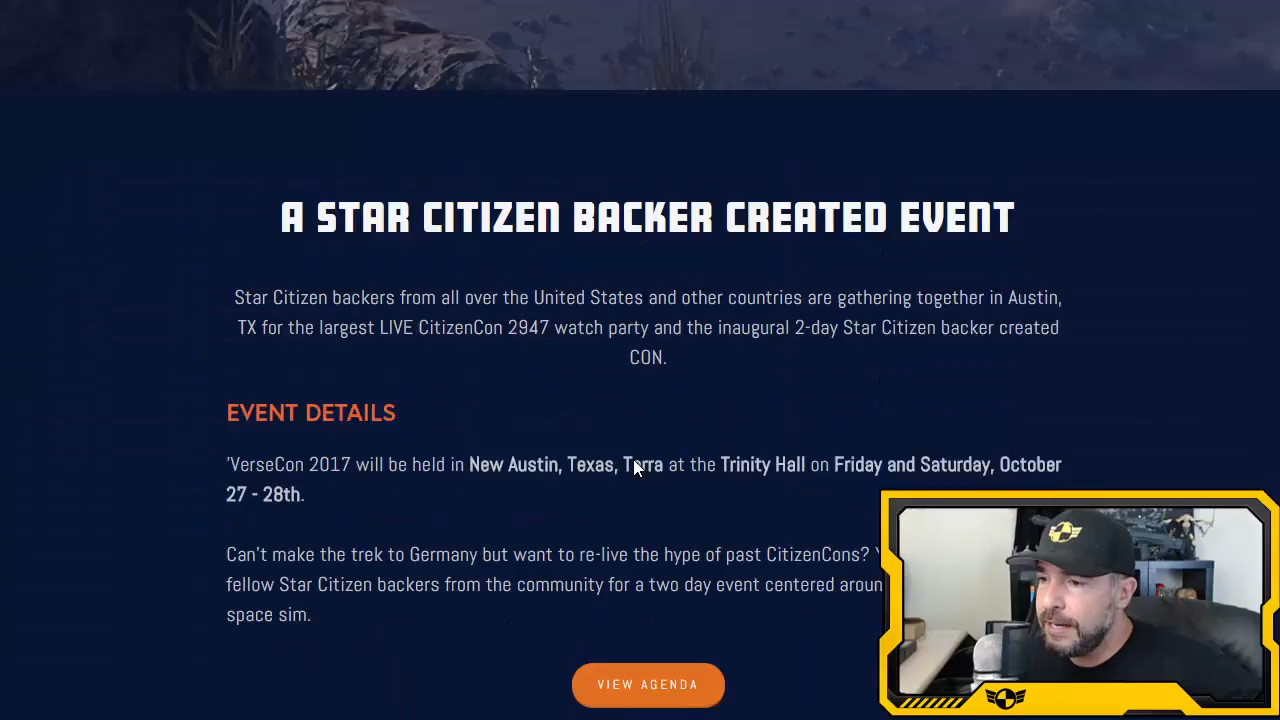 A STAR CITIZEN BACKER CREATED EVENT
Star Citizen backers from all over the United States and other countries are gathering together in Austin,
TX for the largest LIVE CitizenCon 2947 watch party and the inaugural 2-day Star Citizen backer created
CON.
EVENT DETAILS
'VerseCon 2017 will be held in New Austin, Texas, Terra at the Trinity Hall on Friday and Saturday, October
27 - 28th.
Can't make the trek to Germany but want to re-live the hype of past CitizenCons?
fellow Star Citizen backers from the community for a two day event centered
space sim.
VIEW AGENDA